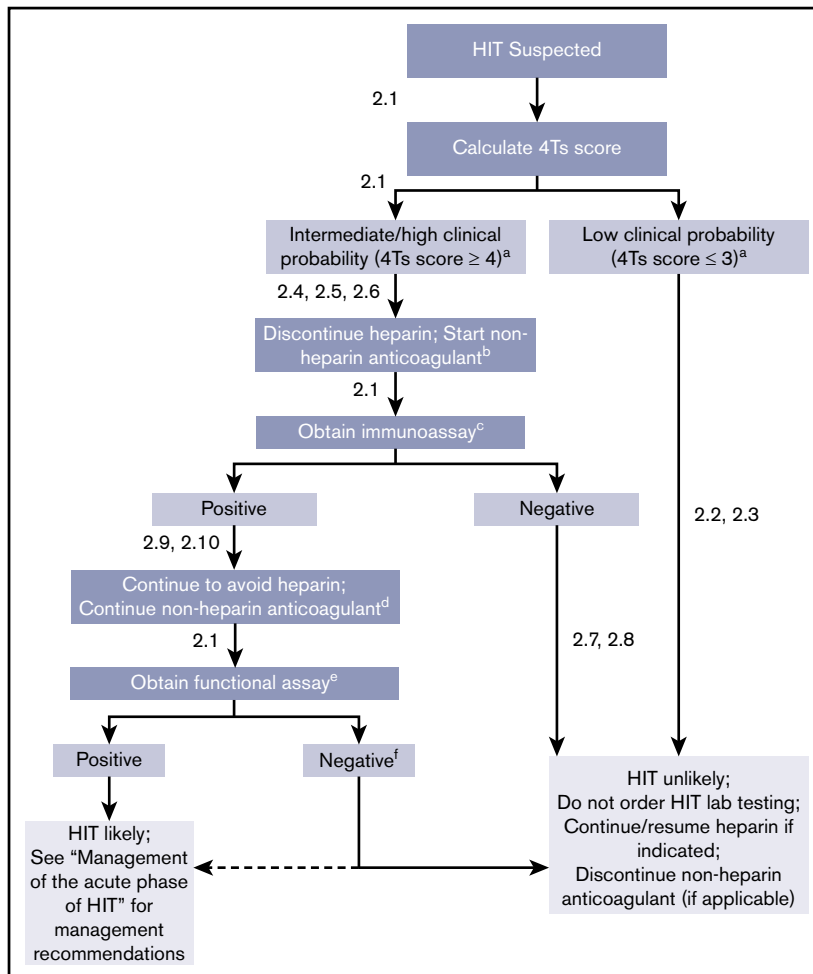 HIT Suspected
2.1
Calculate 4Ts score
2.1
Intermediate/high clinical
probability (4Ts score ≥ 4)ᵃ
Low clinical probability
(4Ts score ≤ 3)ᵃ
2.4, 2.5, 2.6
Discontinue heparin; Start non-
heparin anticoagulantᵇ
2.1
Obtain immunoassayᶜ
Positive
Negative
2.2, 2.3
2.9, 2.10
Continue to avoid heparin;
Continue non-heparin anticoagulantᵈ
2.1
2.7, 2.8
Obtain functional assayᵉ
Positive
Negativeᶠ
HIT likely;
See “Management
of the acute phase
of HIT” for
management
recommendations
HIT unlikely;
Do not order HIT lab testing;
Continue/resume heparin if
indicated;
Discontinue non-heparin
anticoagulant (if applicable)